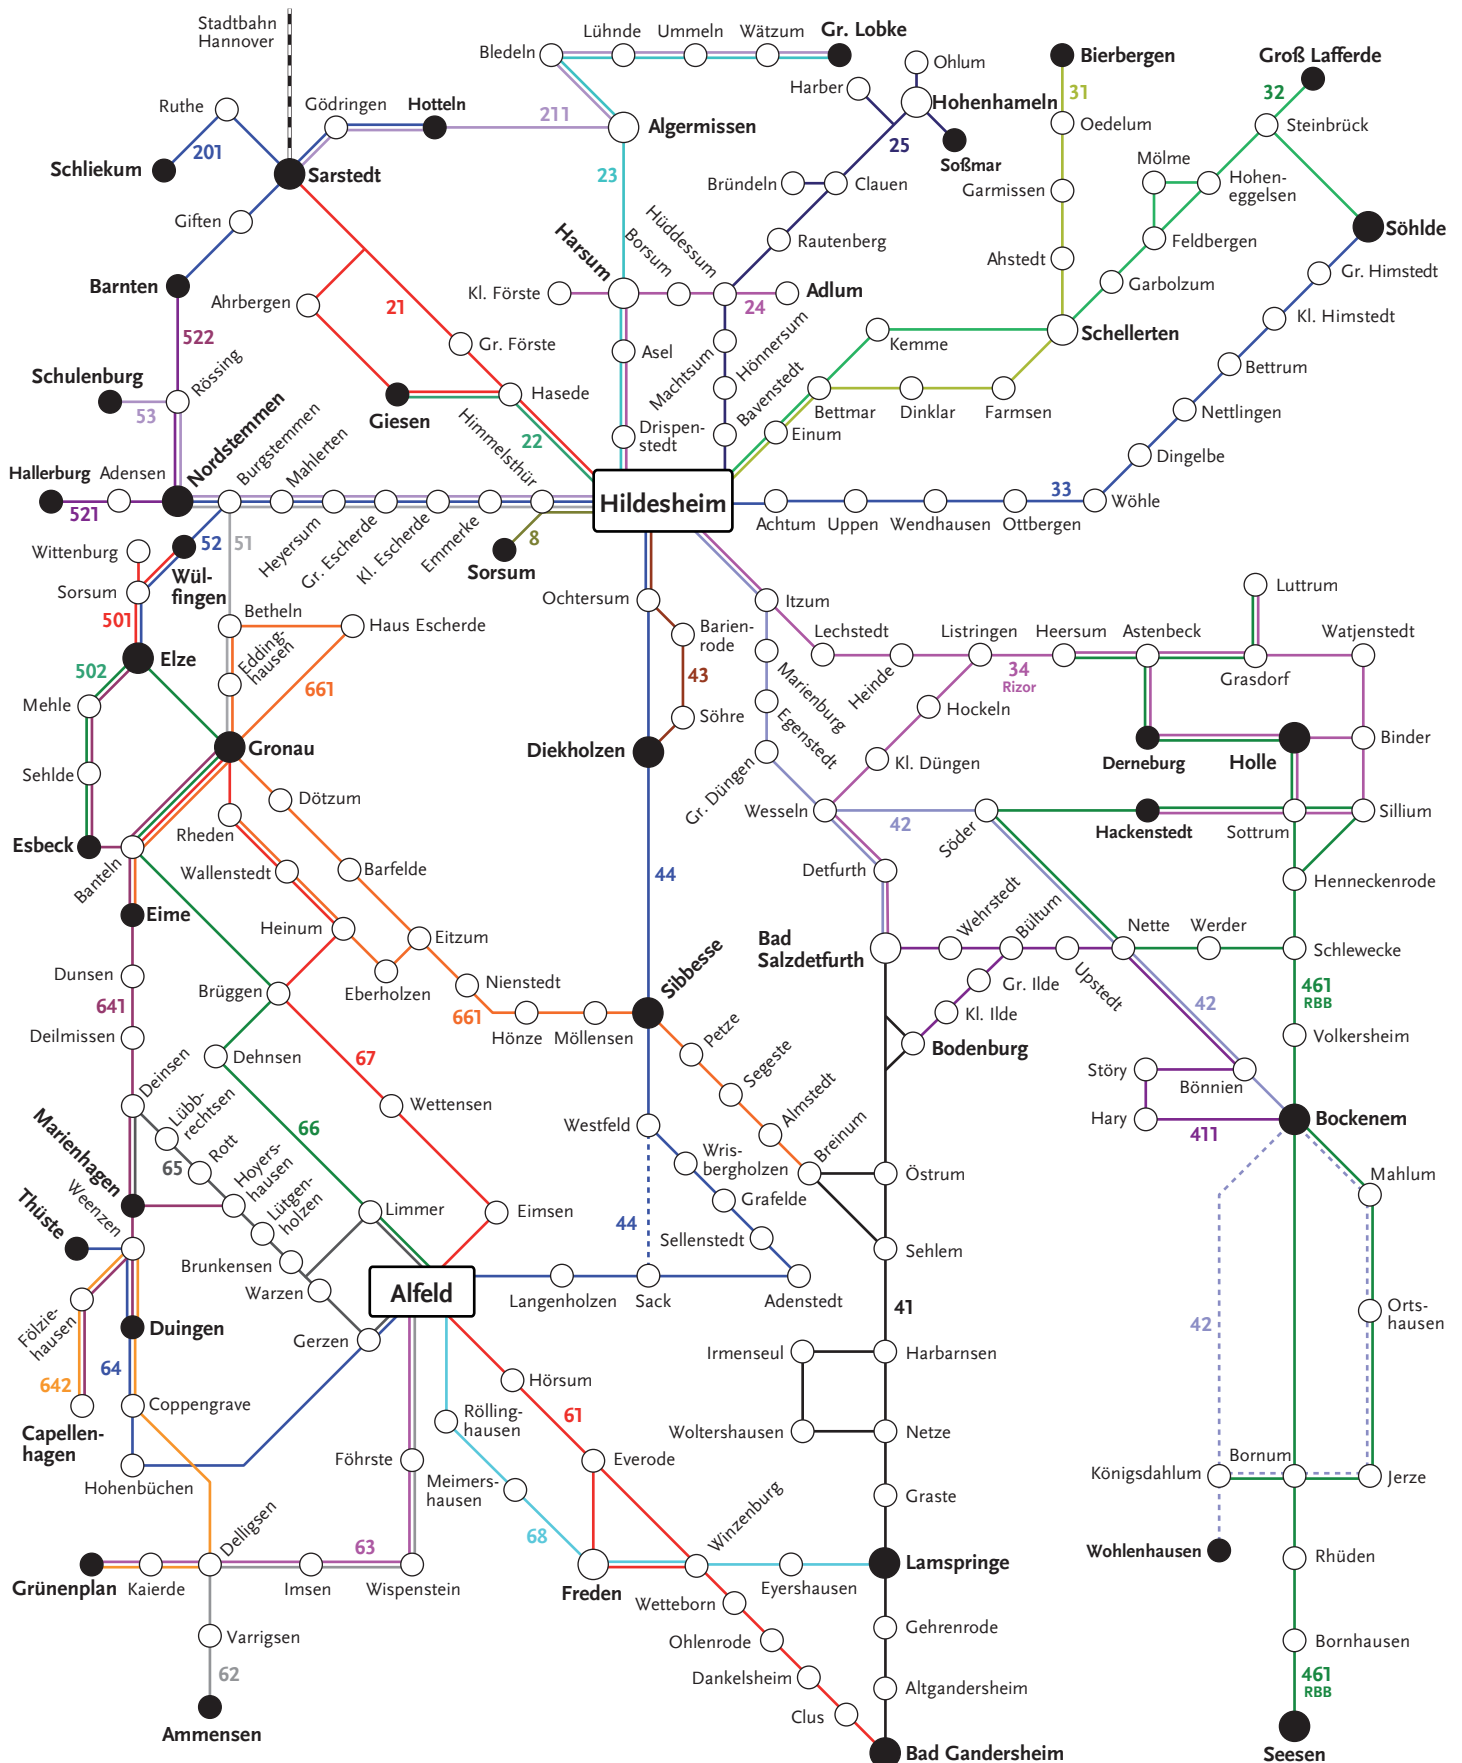 Stadtbahn
Hannover
Bledeln
Lühnde
Ummeln
Wätzum
Gr. Lobke
Bierbergen
Groß Lafferde
Ruthe
Gödringen
Hotteln
211
Algermissen
Harber
Ohlum
Hohenhameln
31
32
Oedelum
Steinbrück
201
Schliekum
Sarstedt
23
25
Soßmar
Mölme
Hohen-
eggelsen
Bründeln
Clauen
Garmissen
Giften
Harsum
Borsum
Hüddessum
Rautenberg
Feldbergen
Söhlde
Barnten
Ahrbergen
21
Kl. Förste
24
Adlum
Ahstedt
Garbolzum
Gr. Himstedt
522
Gr. Förste
Asel
Machtsum
Hönnersum
Kemme
Schellerten
Kl. Himstedt
Schulenburg
Rössing
53
Giesen
Hasede
22
Bavenstedt
Bettmar
Dinklar
Farmsen
Bettrum
Nettlingen
Drispen-
stedt
Einum
Dingelbe
Hallerburg
Adensen
Nordstemmen
Burgstemmen
Mahlerten
Himmelsthür
Hildesheim
521
52
51
Heyersum
Gr. Escherde
Kl. Escherde
Emmerke
8
Sorsum
Achtum
Uppen
Wendhausen
Ottbergen
33
Wöhle
Wittenburg
Wül-
fingen
Sorsum
501
Betheln
Haus Escherde
Ochtersum
Itzum
Luttrum
Elze
502
Edding-
hausen
661
Barien-
rode
43
Lechstedt
Heinde
Listringen
34
Rizor
Heersum
Astenbeck
Grasdorf
Watjenstedt
Mehle
Marienburg
Egenstedt
Hockeln
Söhre
Gronau
Diekholzen
Gr. Düngen
Kl. Düngen
Derneburg
Holle
Binder
Sehlde
Dötzum
Rheden
Wesseln
42
Söder
Hackenstedt
Sottrum
Sillium
Esbeck
Banteln
Wallenstedt
Barfelde
44
Detfurth
Henneckenrode
Eime
Heinum
Eitzum
Bad
Salzdetfurth
Wehrstedt
Bültum
Nette
Werder
Schlewecke
Dunsen
641
Brüggen
Eberholzen
Nienstedt
661
Hönze
Möllensen
Sibbesse
Gr. Ilde
Upstedt
42
461
RBB
Deilmissen
Dehnsen
67
Petze
Kl. Ilde
Bodenburg
Volkersheim
Deinsen
Lübb-
rechtsen
Wettensen
Segeste
Störy
Bönnien
Marienhagen
65
Rott
66
Westfeld
Almstedt
Hary
411
Bockenem
Weenzen
Hoyers-
hausen
Lütgen-
holzen
Wris-
bergholzen
Breinum
Östrum
Mahlum
Thüste
Limmer
Eimsen
44
Grafelde
Sellenstedt
Sehlem
Brunkensen
Warzen
Alfeld
Langenholzen
Sack
Adenstedt
41
Fölzie-
hausen
Duingen
Gerzen
42
Orts-
hausen
64
642
Irmenseul
Harbarnsen
Capellen-
hagen
Coppengrave
Hörsum
61
Rölling-
hausen
Woltershausen
Netze
Hohenbüchen
Föhrste
Everode
Königsdahlum
Bornum
Jerze
Meimers-
hausen
Graste
Delligsen
68
Winzenburg
Wohlenhausen
Grünenplan
Kaierde
Imsen
63
Wispenstein
Freden
Eyershausen
Lamspringe
Rhüden
Wetteborn
Gehrenrode
Varrigsen
Ohlenrode
Bornhausen
62
Dankelsheim
Altgandersheim
461
RBB
Ammensen
Clus
Bad Gandersheim
Seesen